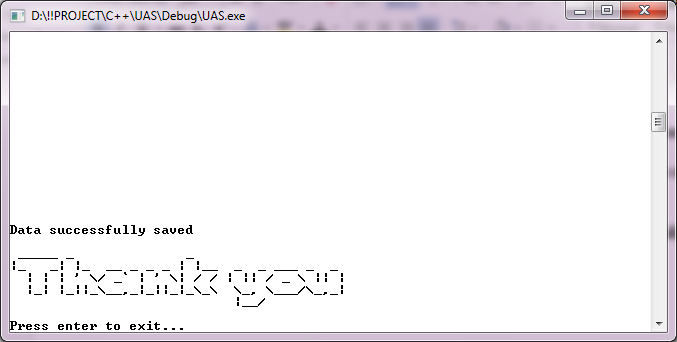 D:\!!PROJECT\C++\UAS\Debug\UAS.exe
Data successfully saved
Thank you
Press enter to exit...